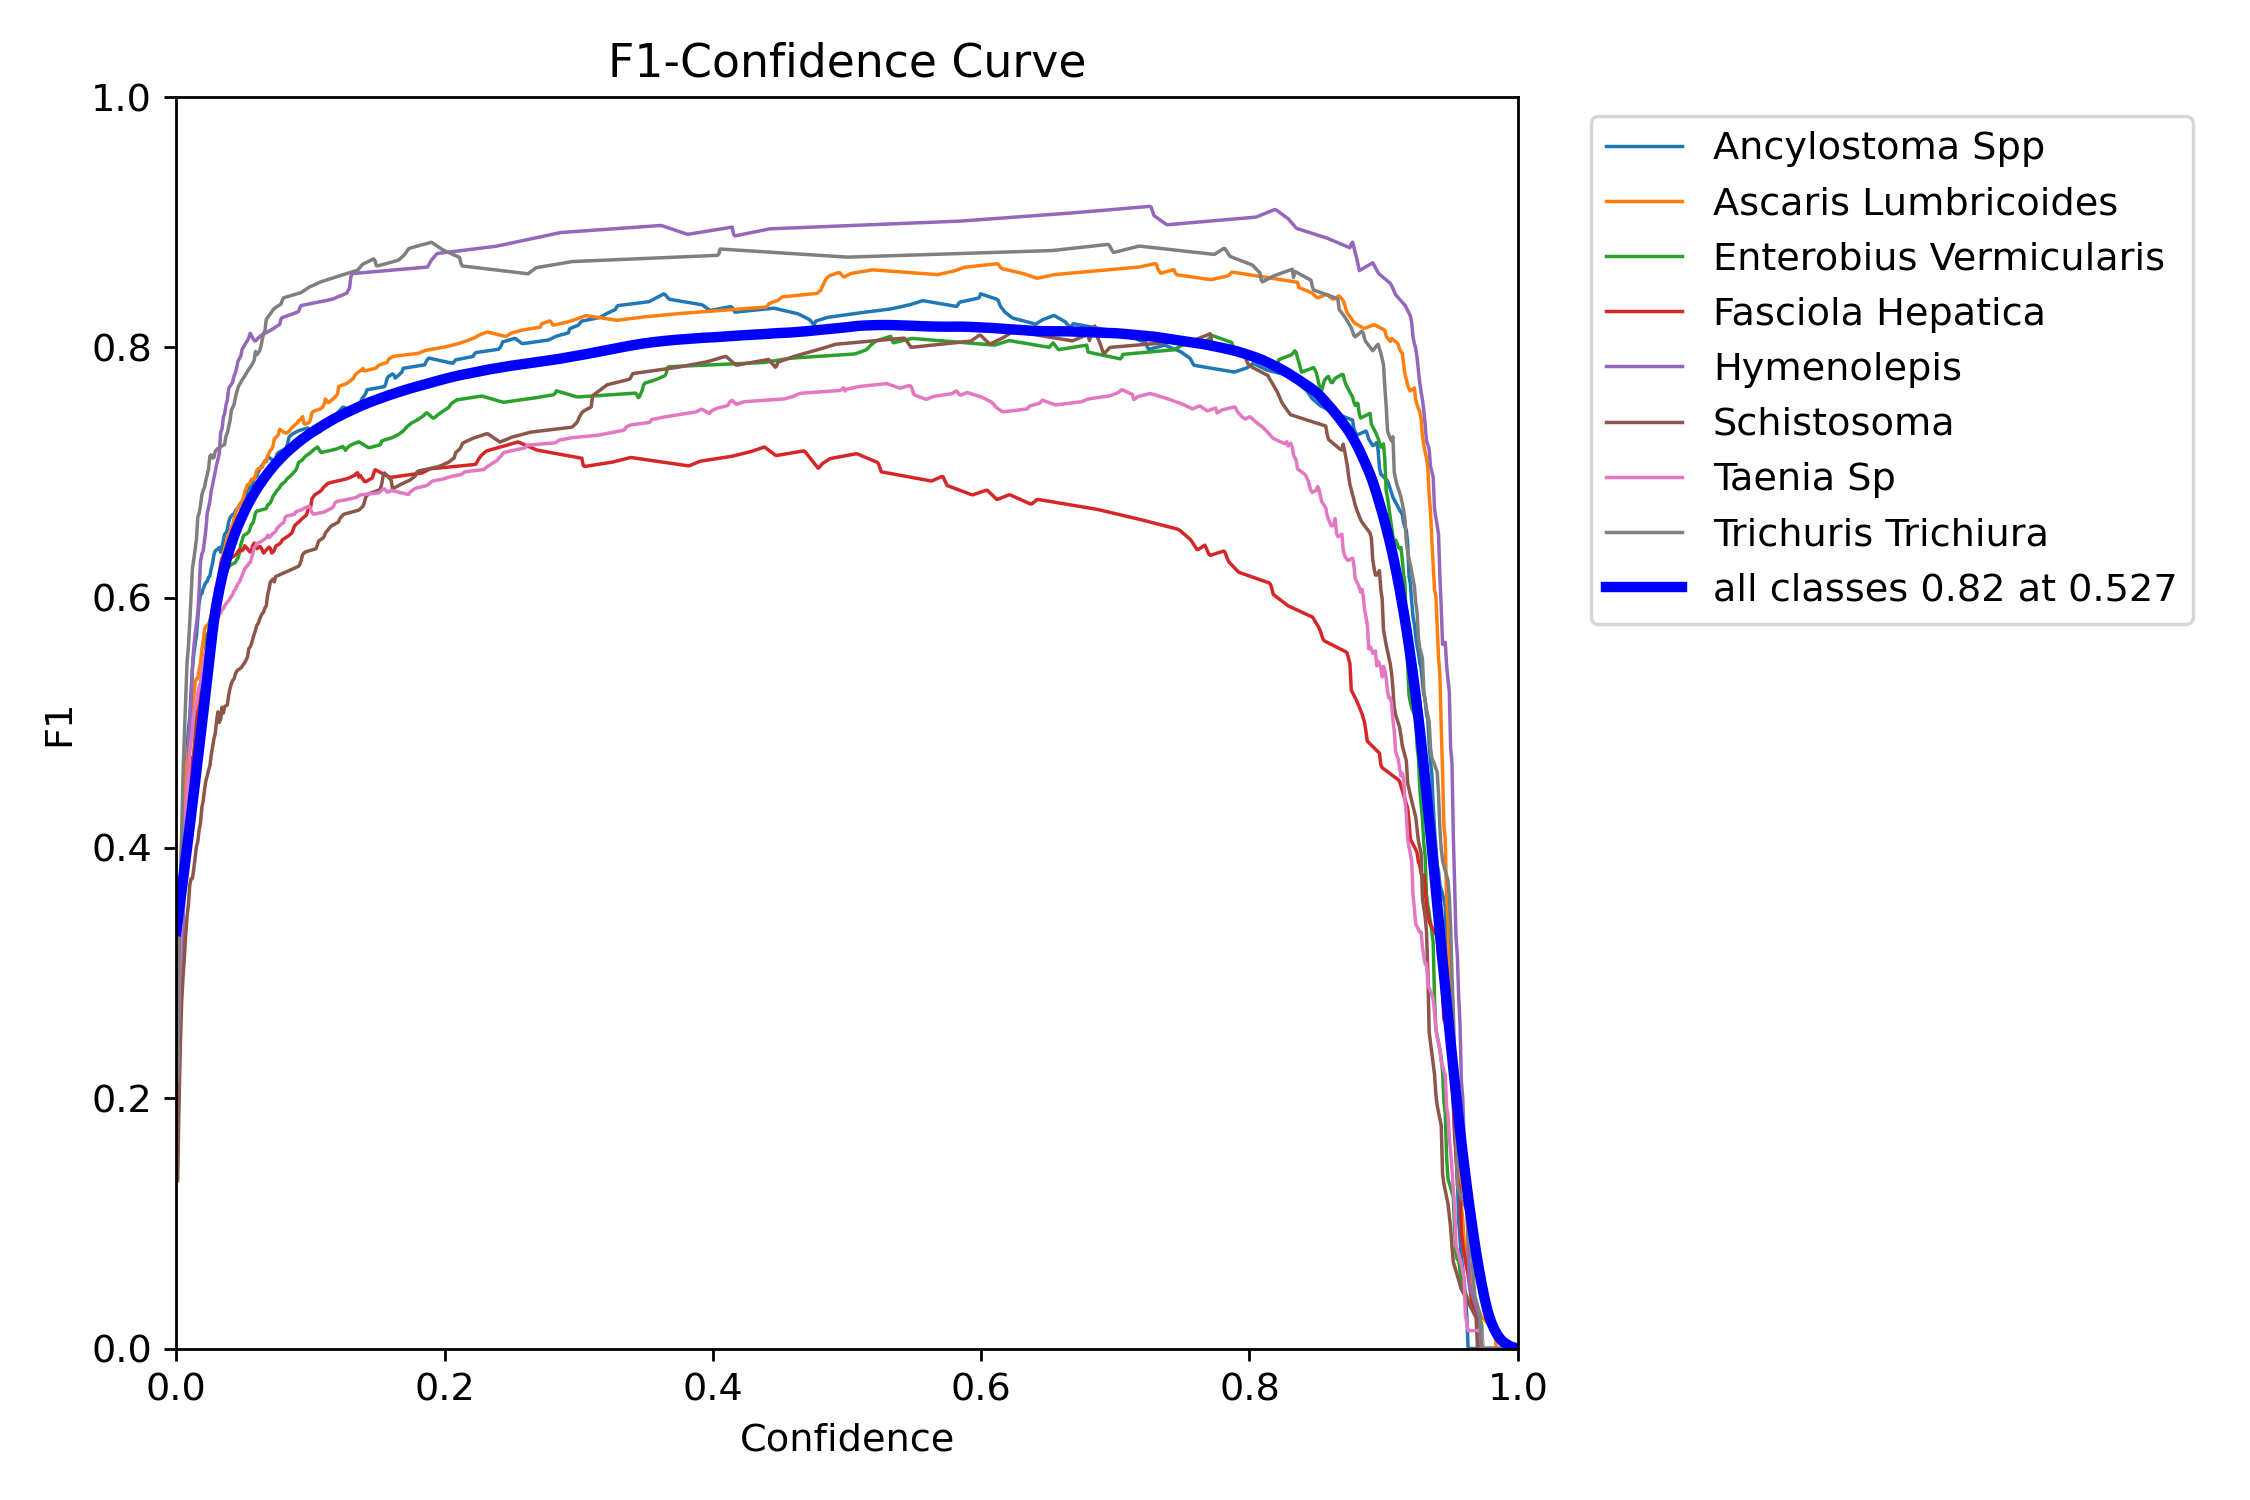 F1-Confidence Curve
1.0
0.8
0.6
0.4
0.2
0.0
F1
0.0 0.2 0.4 0.6 0.8 1.0
Confidence
Ancylostoma Spp
Ascaris Lumbricoides
Enterobius Vermicularis
Fasciola Hepatica
Hymenolepis
Schistosoma
Taenia Sp
Trichuris Trichiura
all classes 0.82 at 0.527